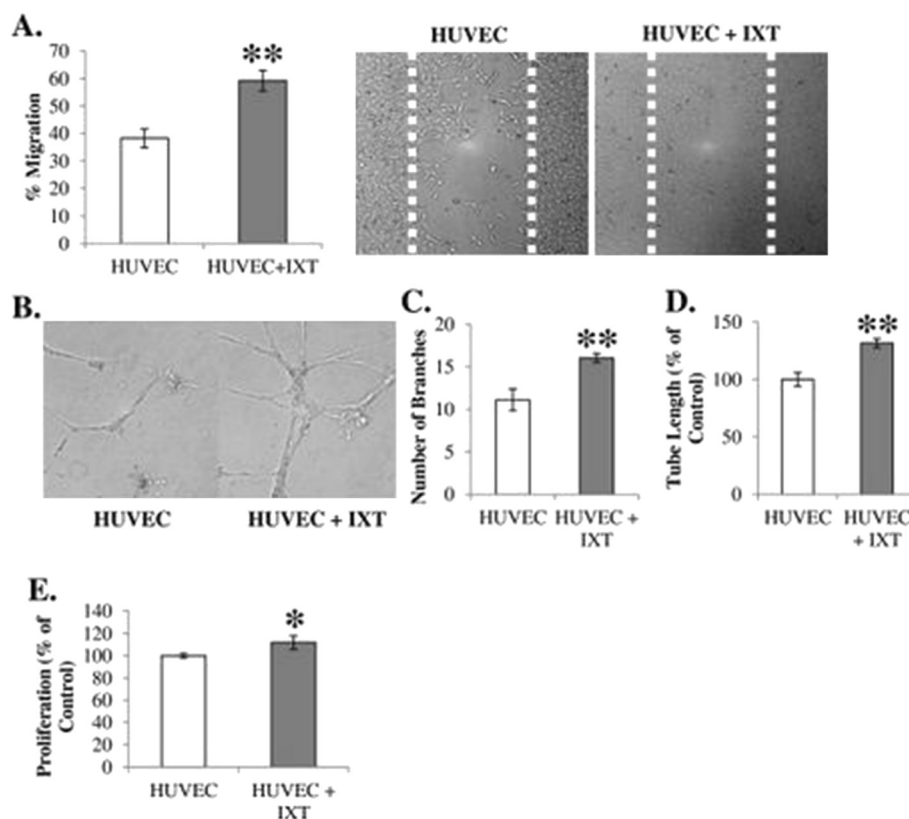 A.
% Migration
70
60
50
40
30
20
10
0
**
HUVEC
HUVEC+IXT
HUVEC
HUVEC + IXT
B.
HUVEC
HUVEC + IXT
C.
Number of Branches
20
15
10
5
0
**
HUVEC
HUVEC +
IXT
D.
Tube Length (% of
Control)
150
100
50
0
**
HUVEC
HUVEC
+ IXT
E.
Proliferation (% of
Control)
140
120
100
80
60
40
20
0
*
HUVEC
HUVEC +
IXT